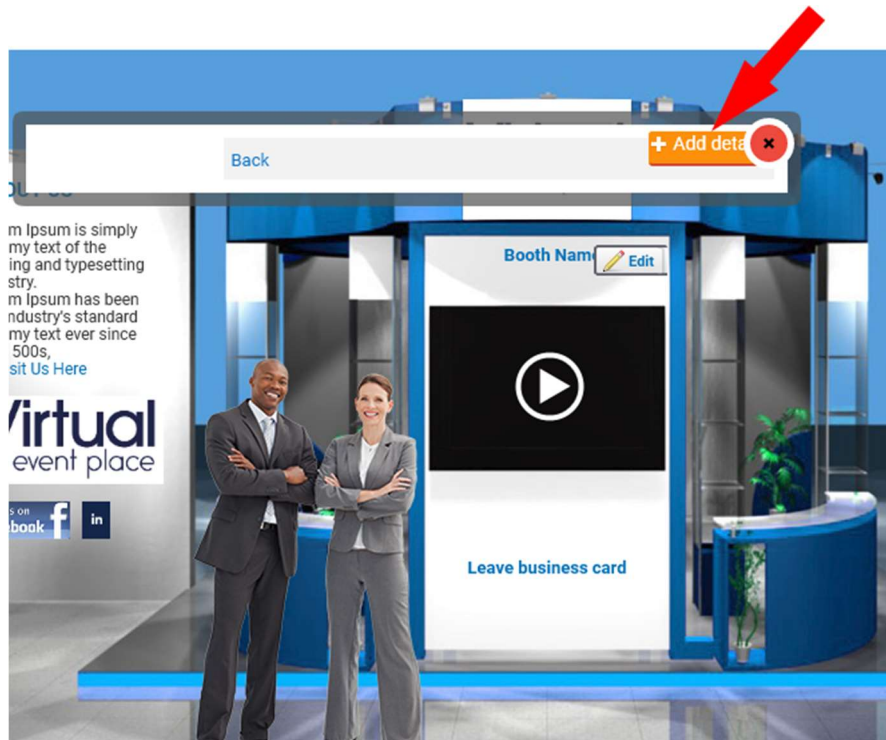 + Add deta
Back
m Ipsum is simply
my text of the
ing and typesetting
stry.
m Ipsum has been
ndustry's standard
my text ever since
500s,
sit Us Here
Virtual
event place
s on
ebook f in
Booth Nam
Edit
Leave business card